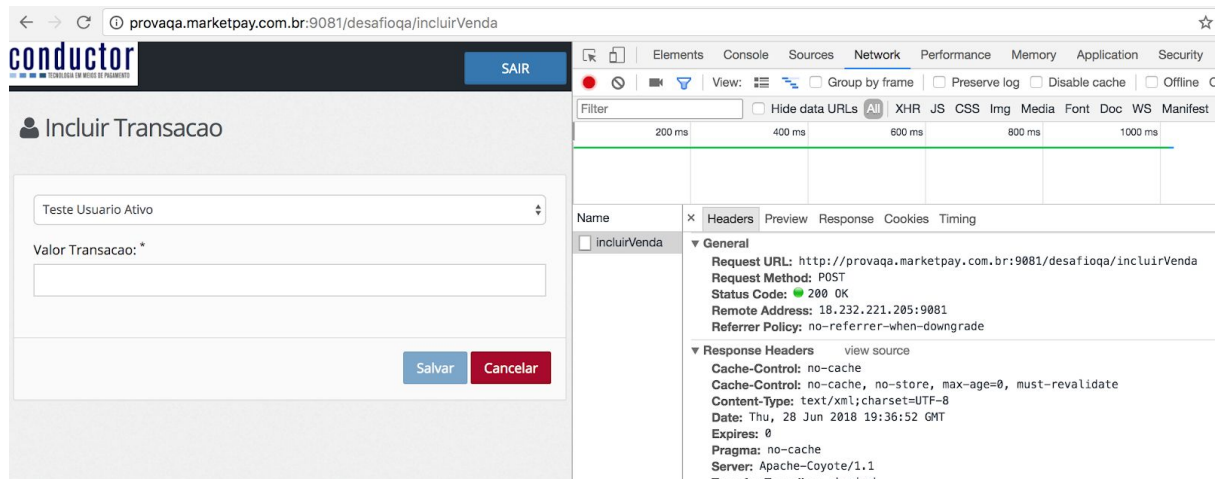 provaqa.marketpay.com.br:9081/desafioqa/incluirVenda
conductor
TECNOLOGIA EM MEIOS DE PAGAMENTO
SAIR
Incluir Transacao
Teste Usuario Ativo
Valor Transacao: *
Salvar Cancelar
Elements Console Sources Network Performance Memory Application Security
View: Group by frame Preserve log Disable cache Offline
Filter Hide data URLs All XHR JS CSS Img Media Font Doc WS Manifest
200 ms 400 ms 600 ms 800 ms 1000 ms
Name × Headers Preview Response Cookies Timing
incluirVenda
▼ General
Request URL: http://provaqa.marketpay.com.br:9081/desafioqa/incluirVenda
Request Method: POST
Status Code: 200 OK
Remote Address: 18.232.221.205:9081
Referrer Policy: no-referrer-when-downgrade
▼ Response Headers view source
Cache-Control: no-cache
Cache-Control: no-cache, no-store, max-age=0, must-revalidate
Content-Type: text/xml;charset=UTF-8
Date: Thu, 28 Jun 2018 19:36:52 GMT
Expires: 0
Pragma: no-cache
Server: Apache-Coyote/1.1